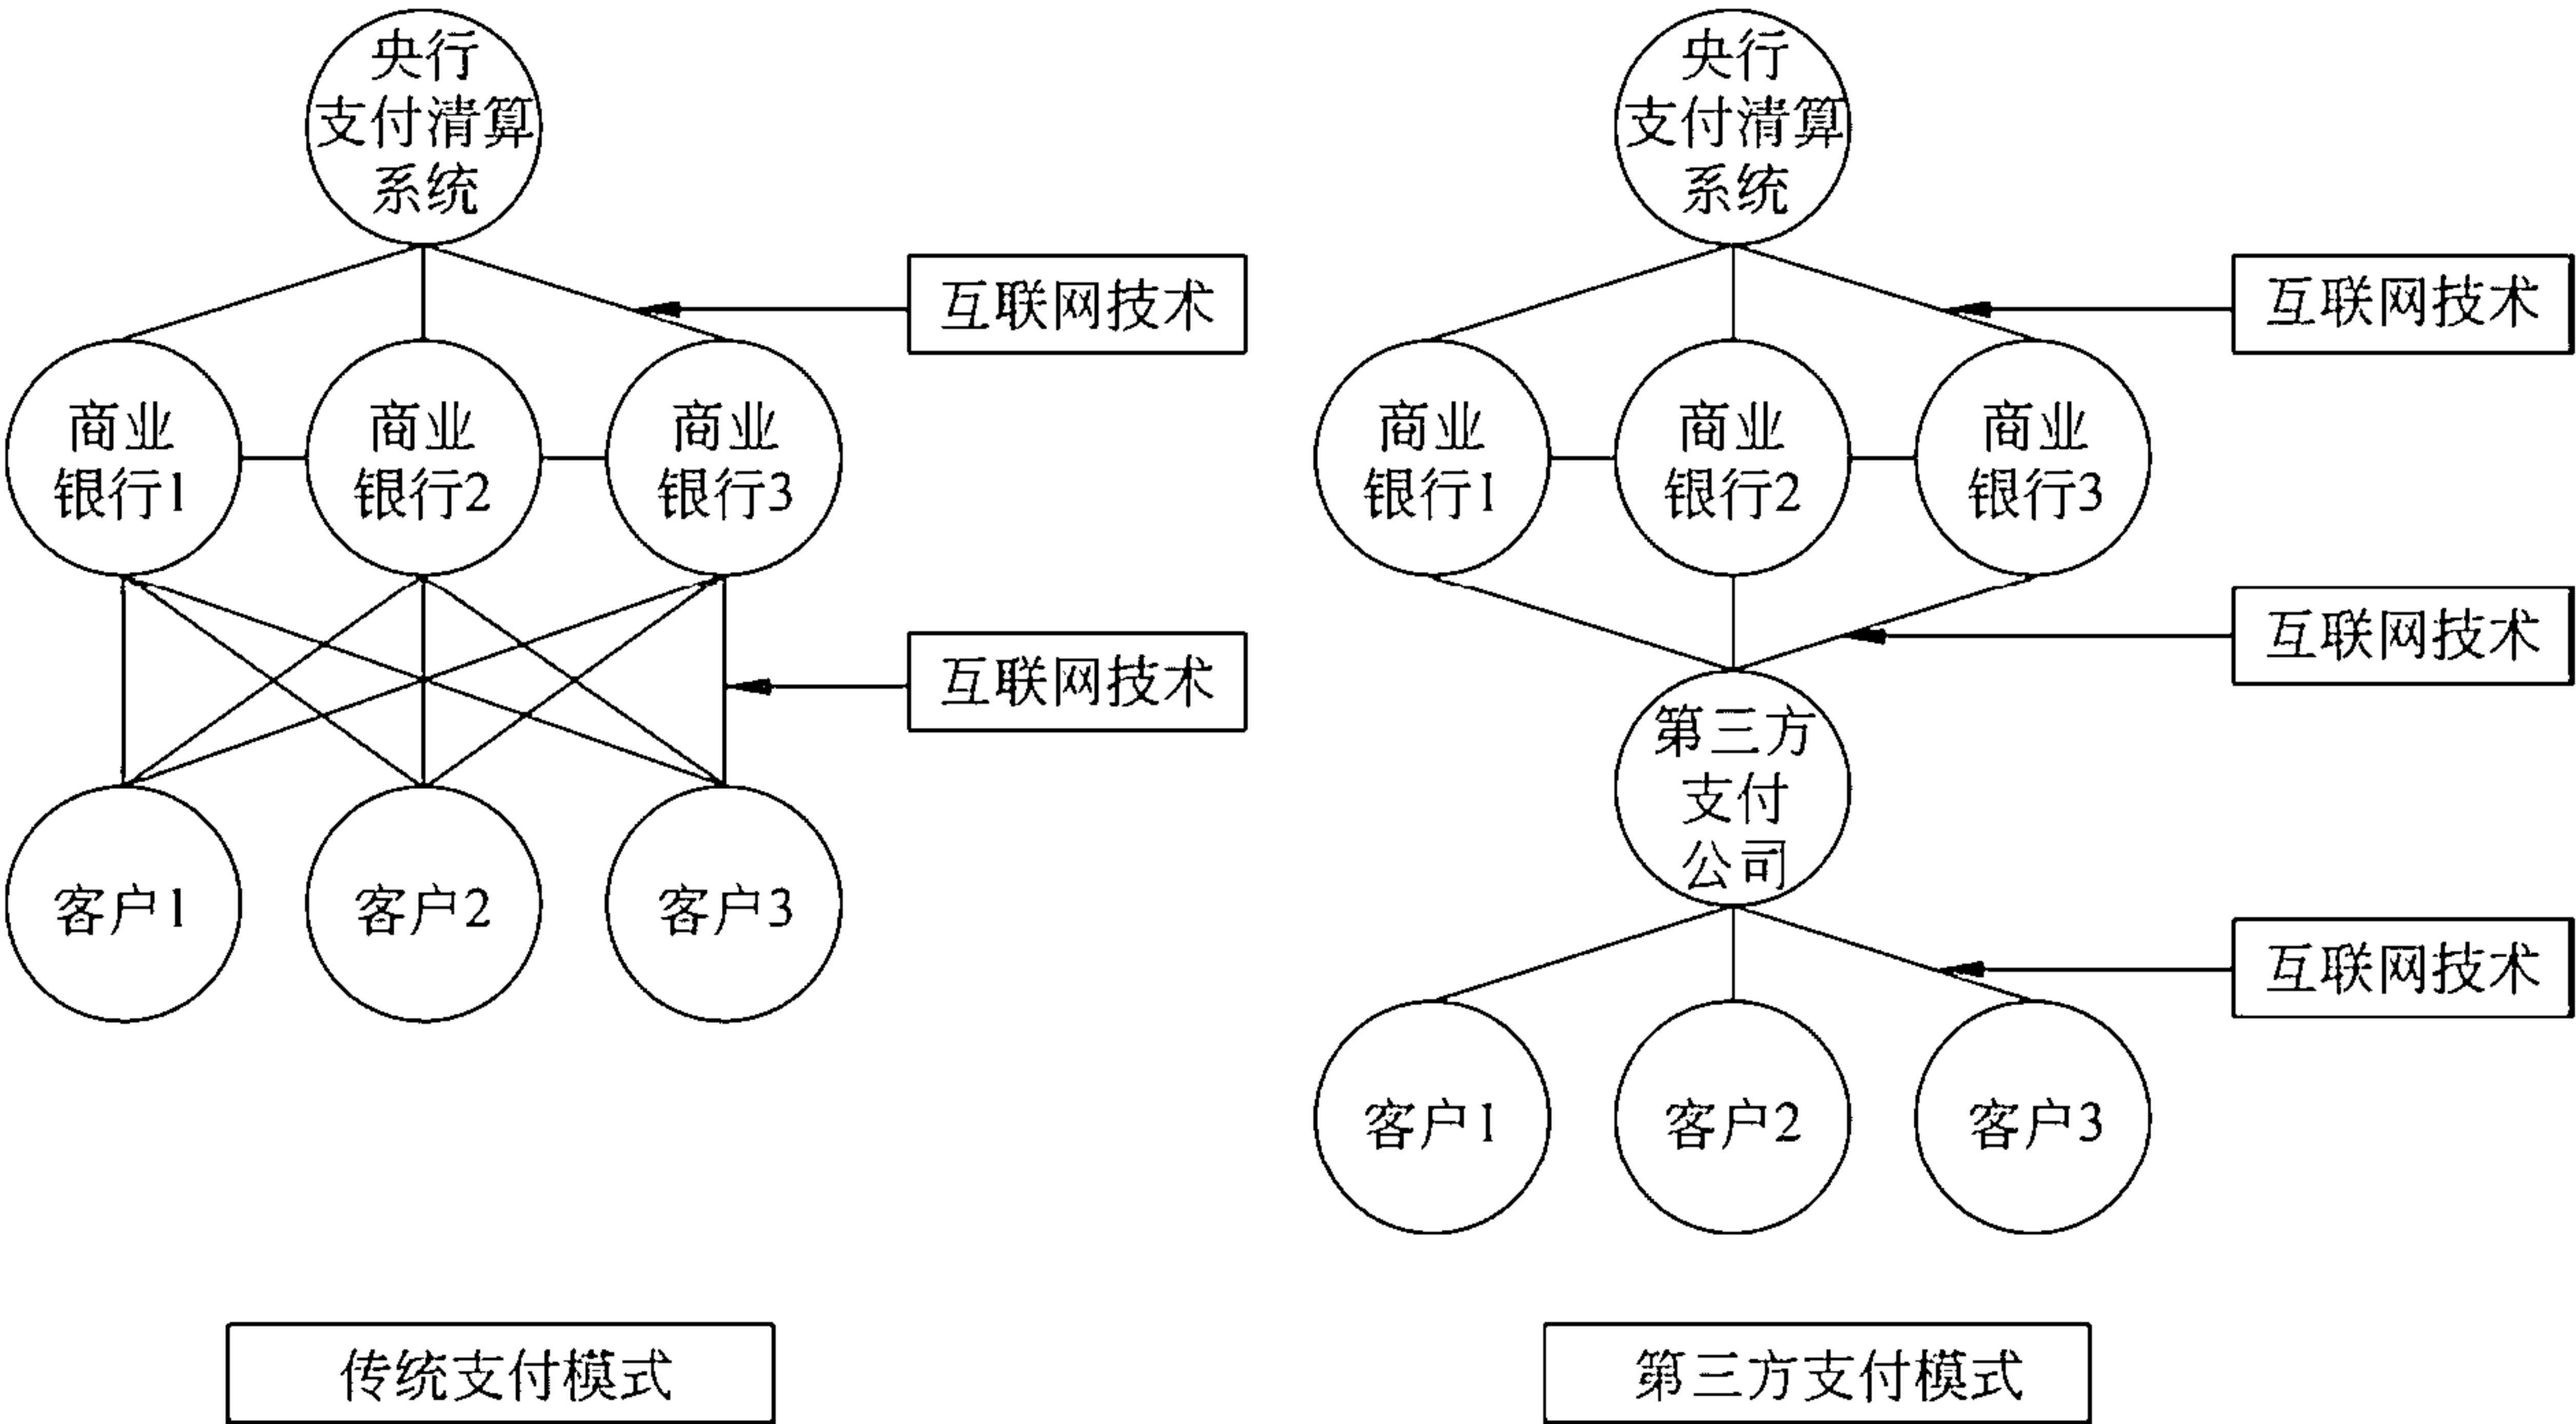 央行
支付清算
系统
互联网技术
商业
银行1
商业
银行2
商业
银行3
互联网技术
客户1
客户2
客户3
传统支付模式
央行
支付清算
系统
互联网技术
商业
银行1
商业
银行2
商业
银行3
互联网技术
第三方
支付
公司
互联网技术
客户1
客户2
客户3
第三方支付模式